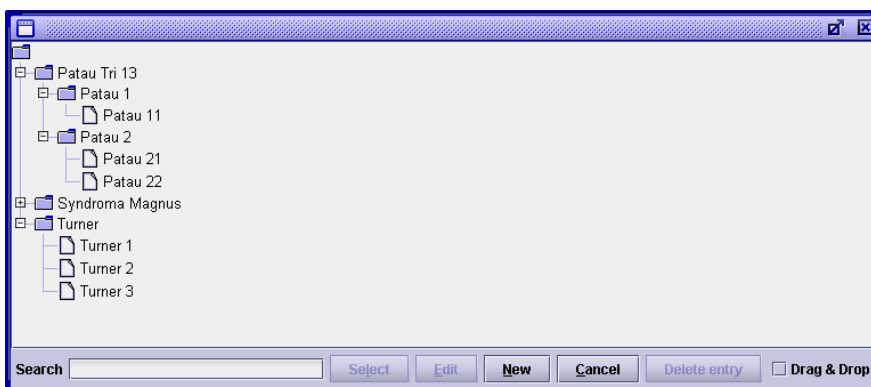 Patau Tri 13
Patau 1
Patau 11
Patau 2
Patau 21
Patau 22
Syndroma Magnus
Turner
Turner 1
Turner 2
Turner 3
Search Select Edit New Cancel Delete entry Drag & Drop